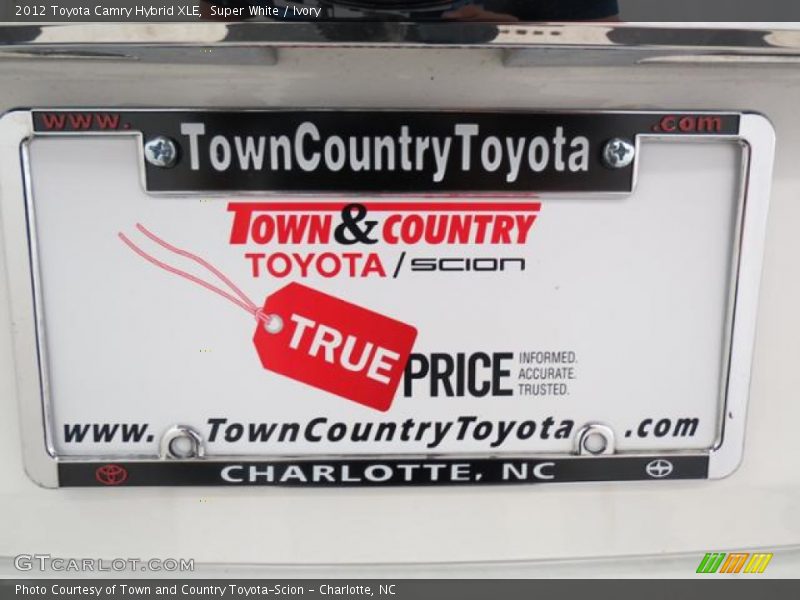 2012 Toyota Camry Hybrid XLE, Super White / Ivory
www. .com
TownCountryToyota
TOWN & COUNTRY
TOYOTA / SCION
TRUE
PRICE
INFORMED.
ACCURATE.
TRUSTED.
www. TownCountryToyota .com
CHARLOTTE, NC
GTCARLOT.COM
Photo Courtesy of Town and Country Toyota-Scion - Charlotte, NC